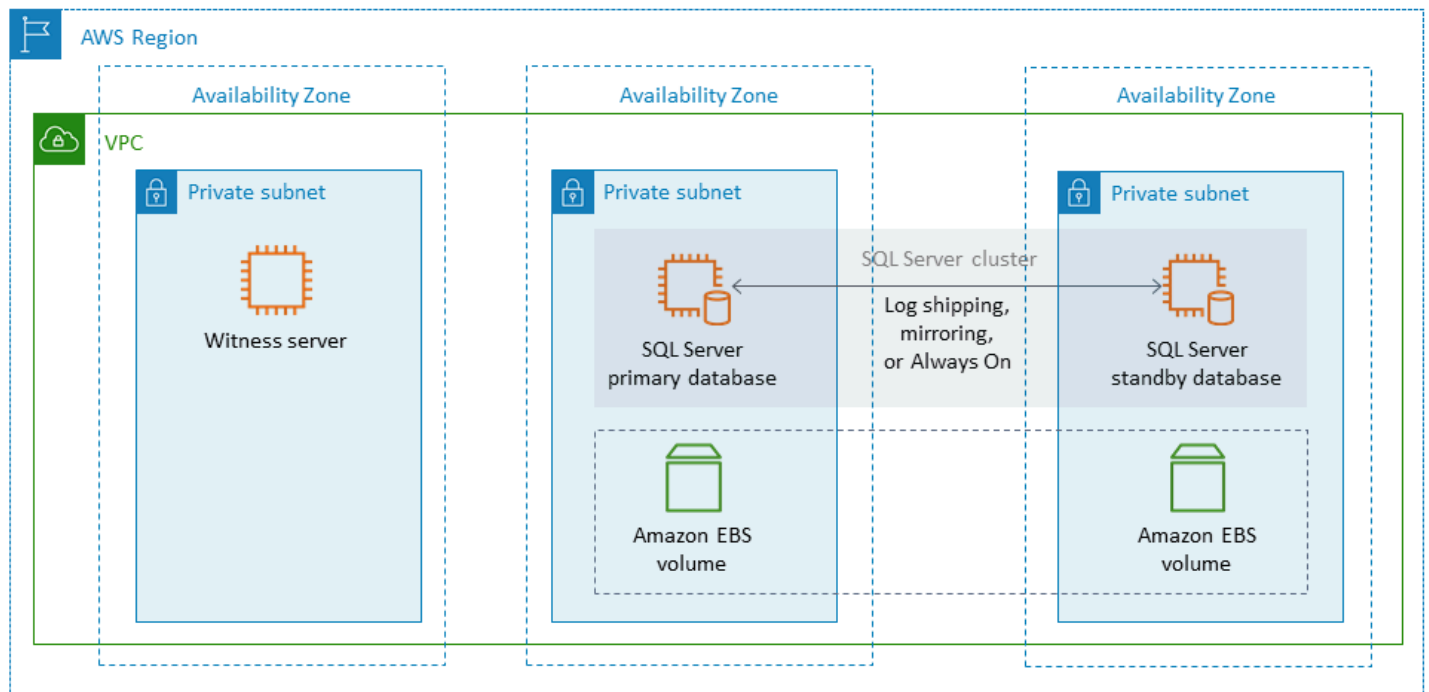 AWS Region
Availability Zone
Availability Zone
Availability Zone
VPC
Private subnet
Private subnet
Private subnet
Witness server
SQL Server cluster
Log shipping,
mirroring,
or Always On
SQL Server
primary database
SQL Server
standby database
Amazon EBS
volume
Amazon EBS
volume